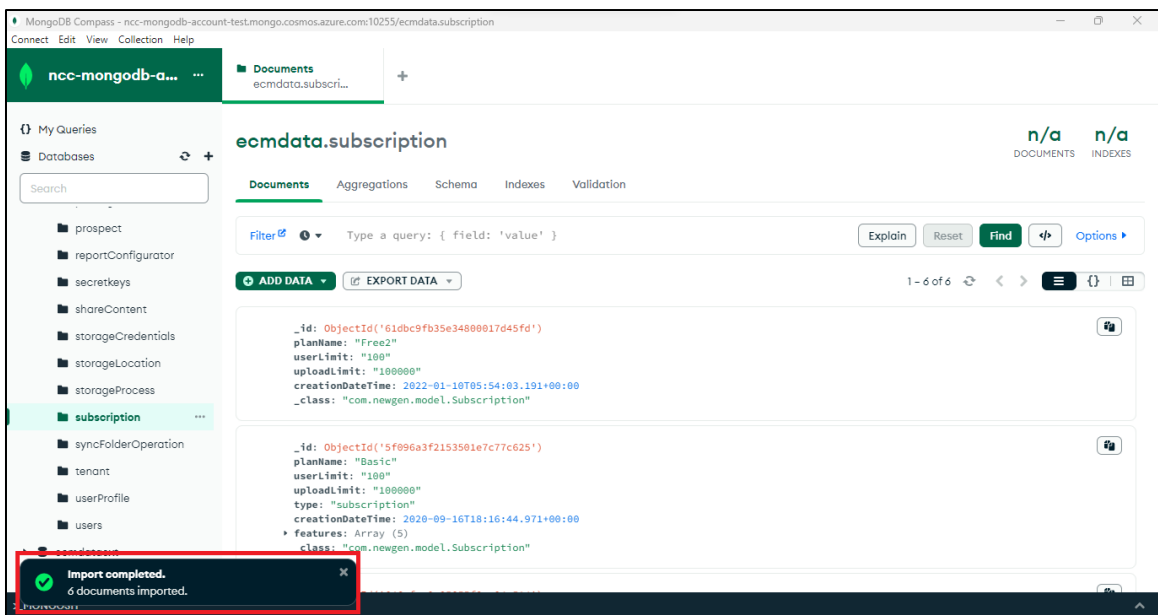 MongoDB Compass - ncc-mongodb-account-test.mongo.cosmos.azure.com:10255/ecmdata.subscription
Connect Edit View Collection Help
ncc-mongodb-a... ...
Documents
ecmdata.subscri...
+
{} My Queries
Databases
+
Search
prospect
reportConfigurator
secretkeys
shareContent
storageCredentials
storageLocation
storageProcess
subscription ...
syncFolderOperation
tenant
userProfile
users
ecmdata.subscription
n/a
DOCUMENTS
n/a
INDEXES
Documents Aggregations Schema Indexes Validation
Filter Type a query: { field: 'value' } Explain Reset Find </> Options
ADD DATA EXPORT DATA 1 – 6 of 6 < > {}
_id: ObjectId('61dbc9fb35e34800017d45fd')
planName: "Free2"
userLimit: "100"
uploadLimit: "100000"
creationDateTime: 2022-01-10T05:54:03.191+00:00
_class: "com.newgen.model.Subscription"
_id: ObjectId('5f096a3f2153501e7c77c625')
planName: "Basic"
userLimit: "100"
uploadLimit: "100000"
type: "subscription"
creationDateTime: 2020-09-16T18:16:44.971+00:00
features: Array (5)
_class: "com.newgen.model.Subscription"
Import completed.
6 documents imported.